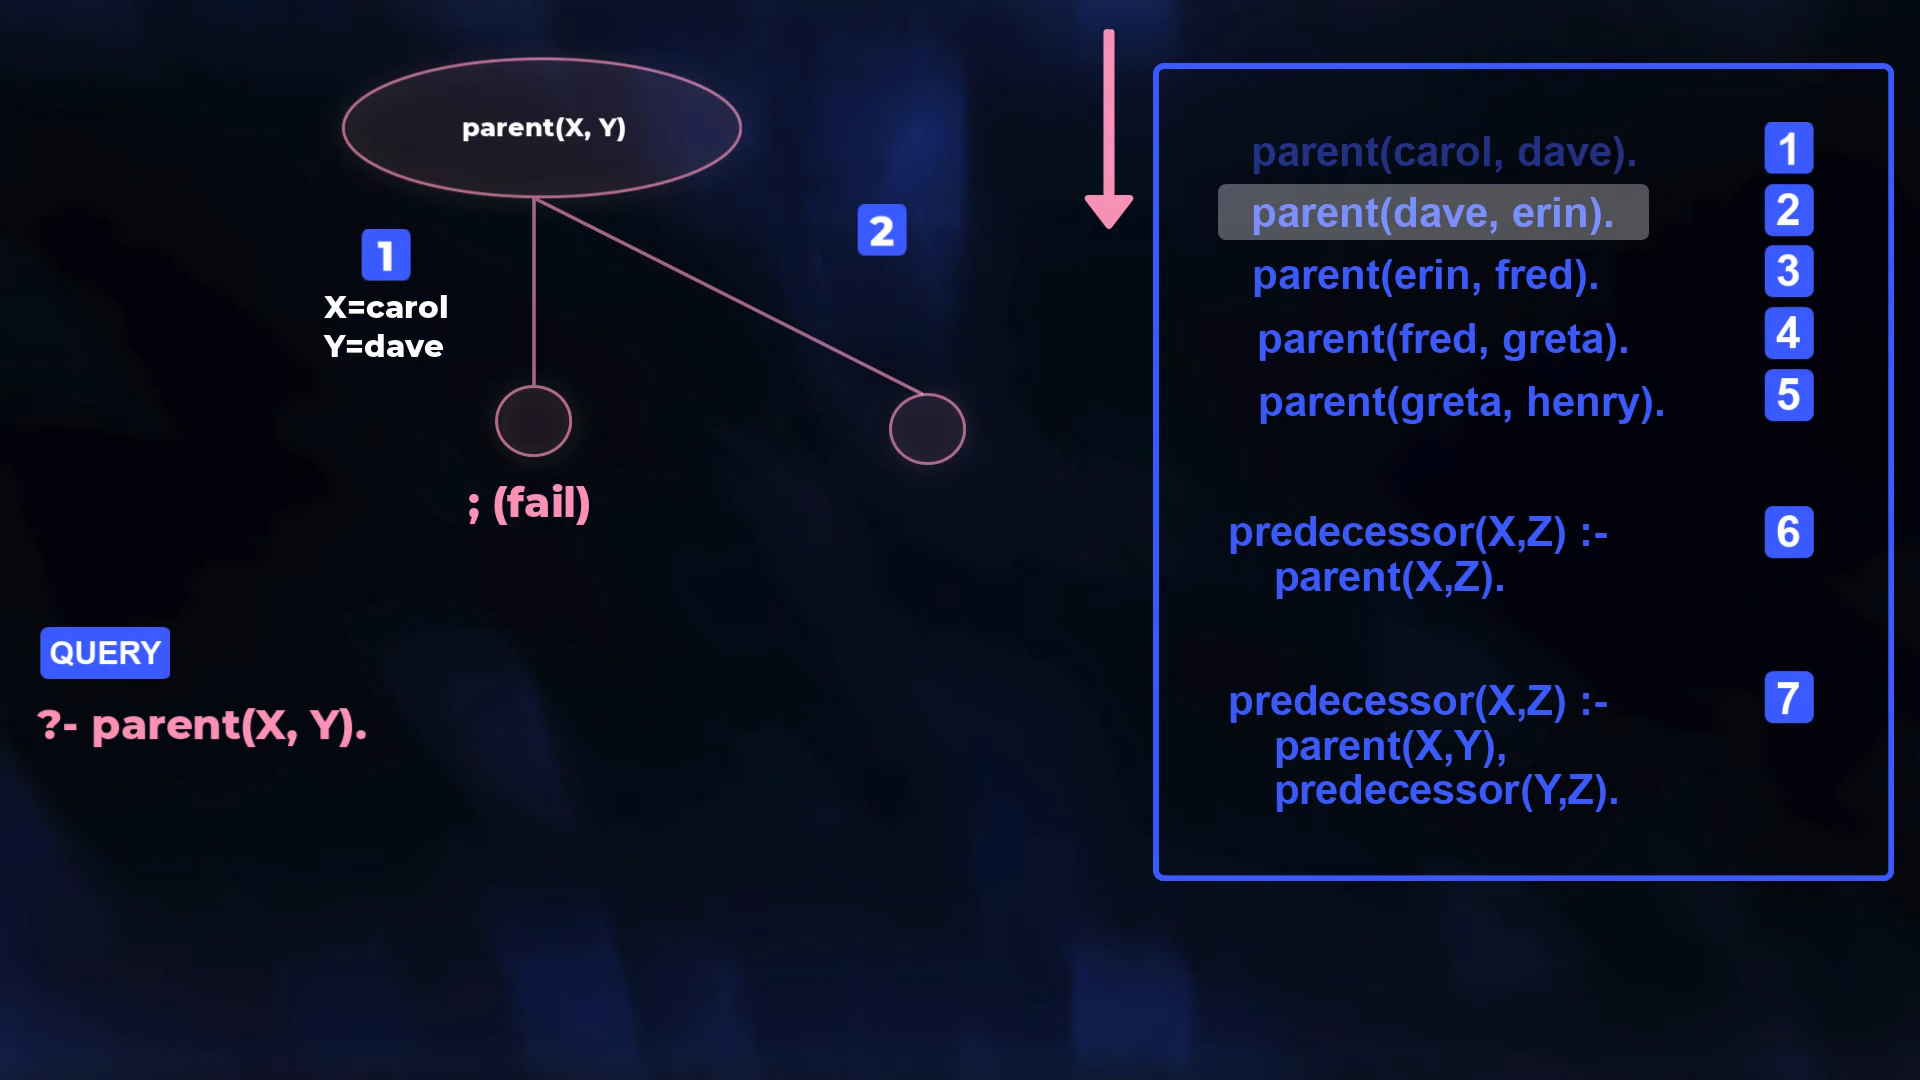 parent(X, Y)
1
X=carol
Y=dave
2
; (fail)
QUERY
?- parent(X, Y).
parent(carol, dave). 1
parent(dave, erin). 2
parent(erin, fred). 3
parent(fred, greta). 4
parent(greta, henry). 5
predecessor(X,Z) :- 6
parent(X,Z).
predecessor(X,Z) :- 7
parent(X,Y),
predecessor(Y,Z).